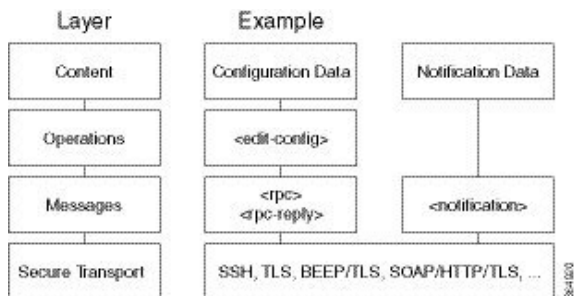 Layer Example
Content Configuration Data Notification Data
Operations <edit-config>
Messages <rpc> <notification>
<rpc-reply>
Secure Transport SSH, TLS, BEEP/TLS, SOAP/HTTP/TLS, ...